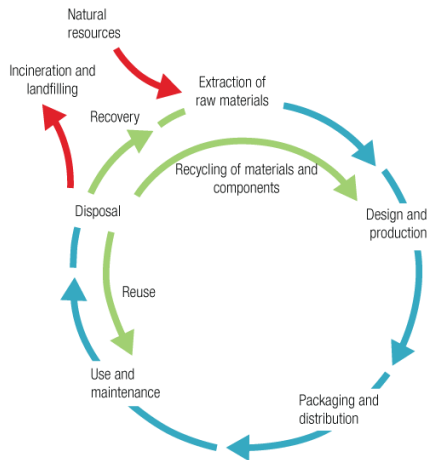 Natural
resources
Incineration and
landfilling
Extraction of
raw materials
Recovery
Recycling of materials and
components
Disposal
Design and
production
Reuse
Use and
maintenance
Packaging and
distribution